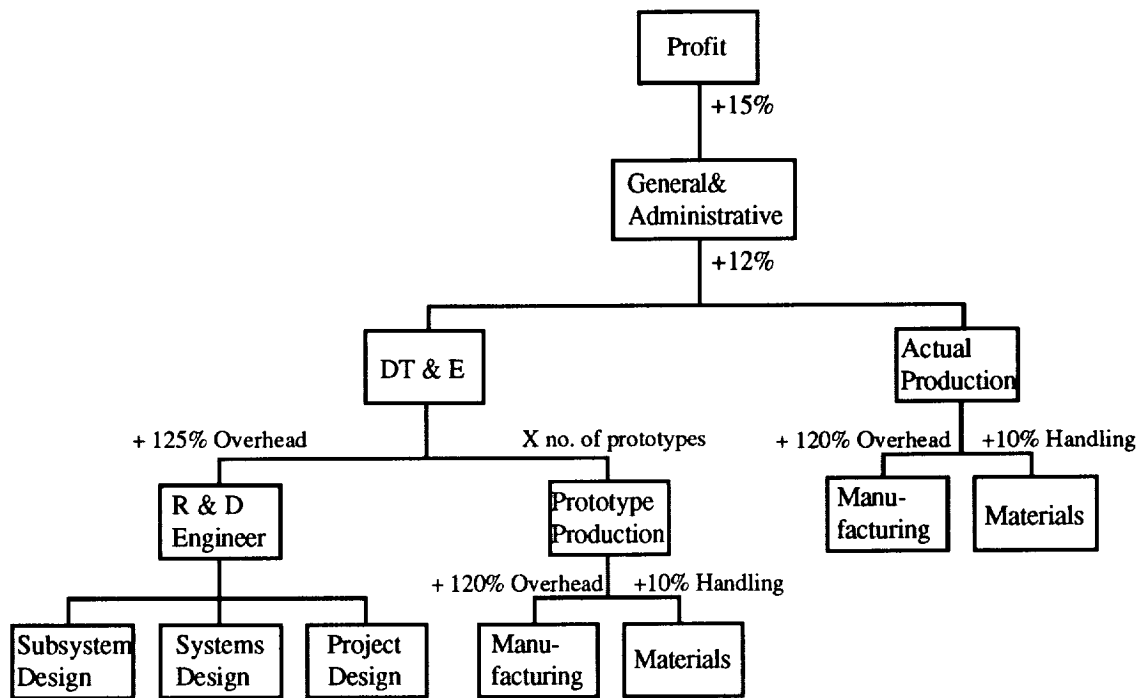 Profit
+15%
General&
Administrative
+12%
DT & E
Actual
Production
+ 125% Overhead
X no. of prototypes
+ 120% Overhead
+10% Handling
R & D
Engineer
Prototype
Production
Manu-
facturing
Materials
+ 120% Overhead
+10% Handling
Subsystem
Design
Systems
Design
Project
Design
Manu-
facturing
Materials